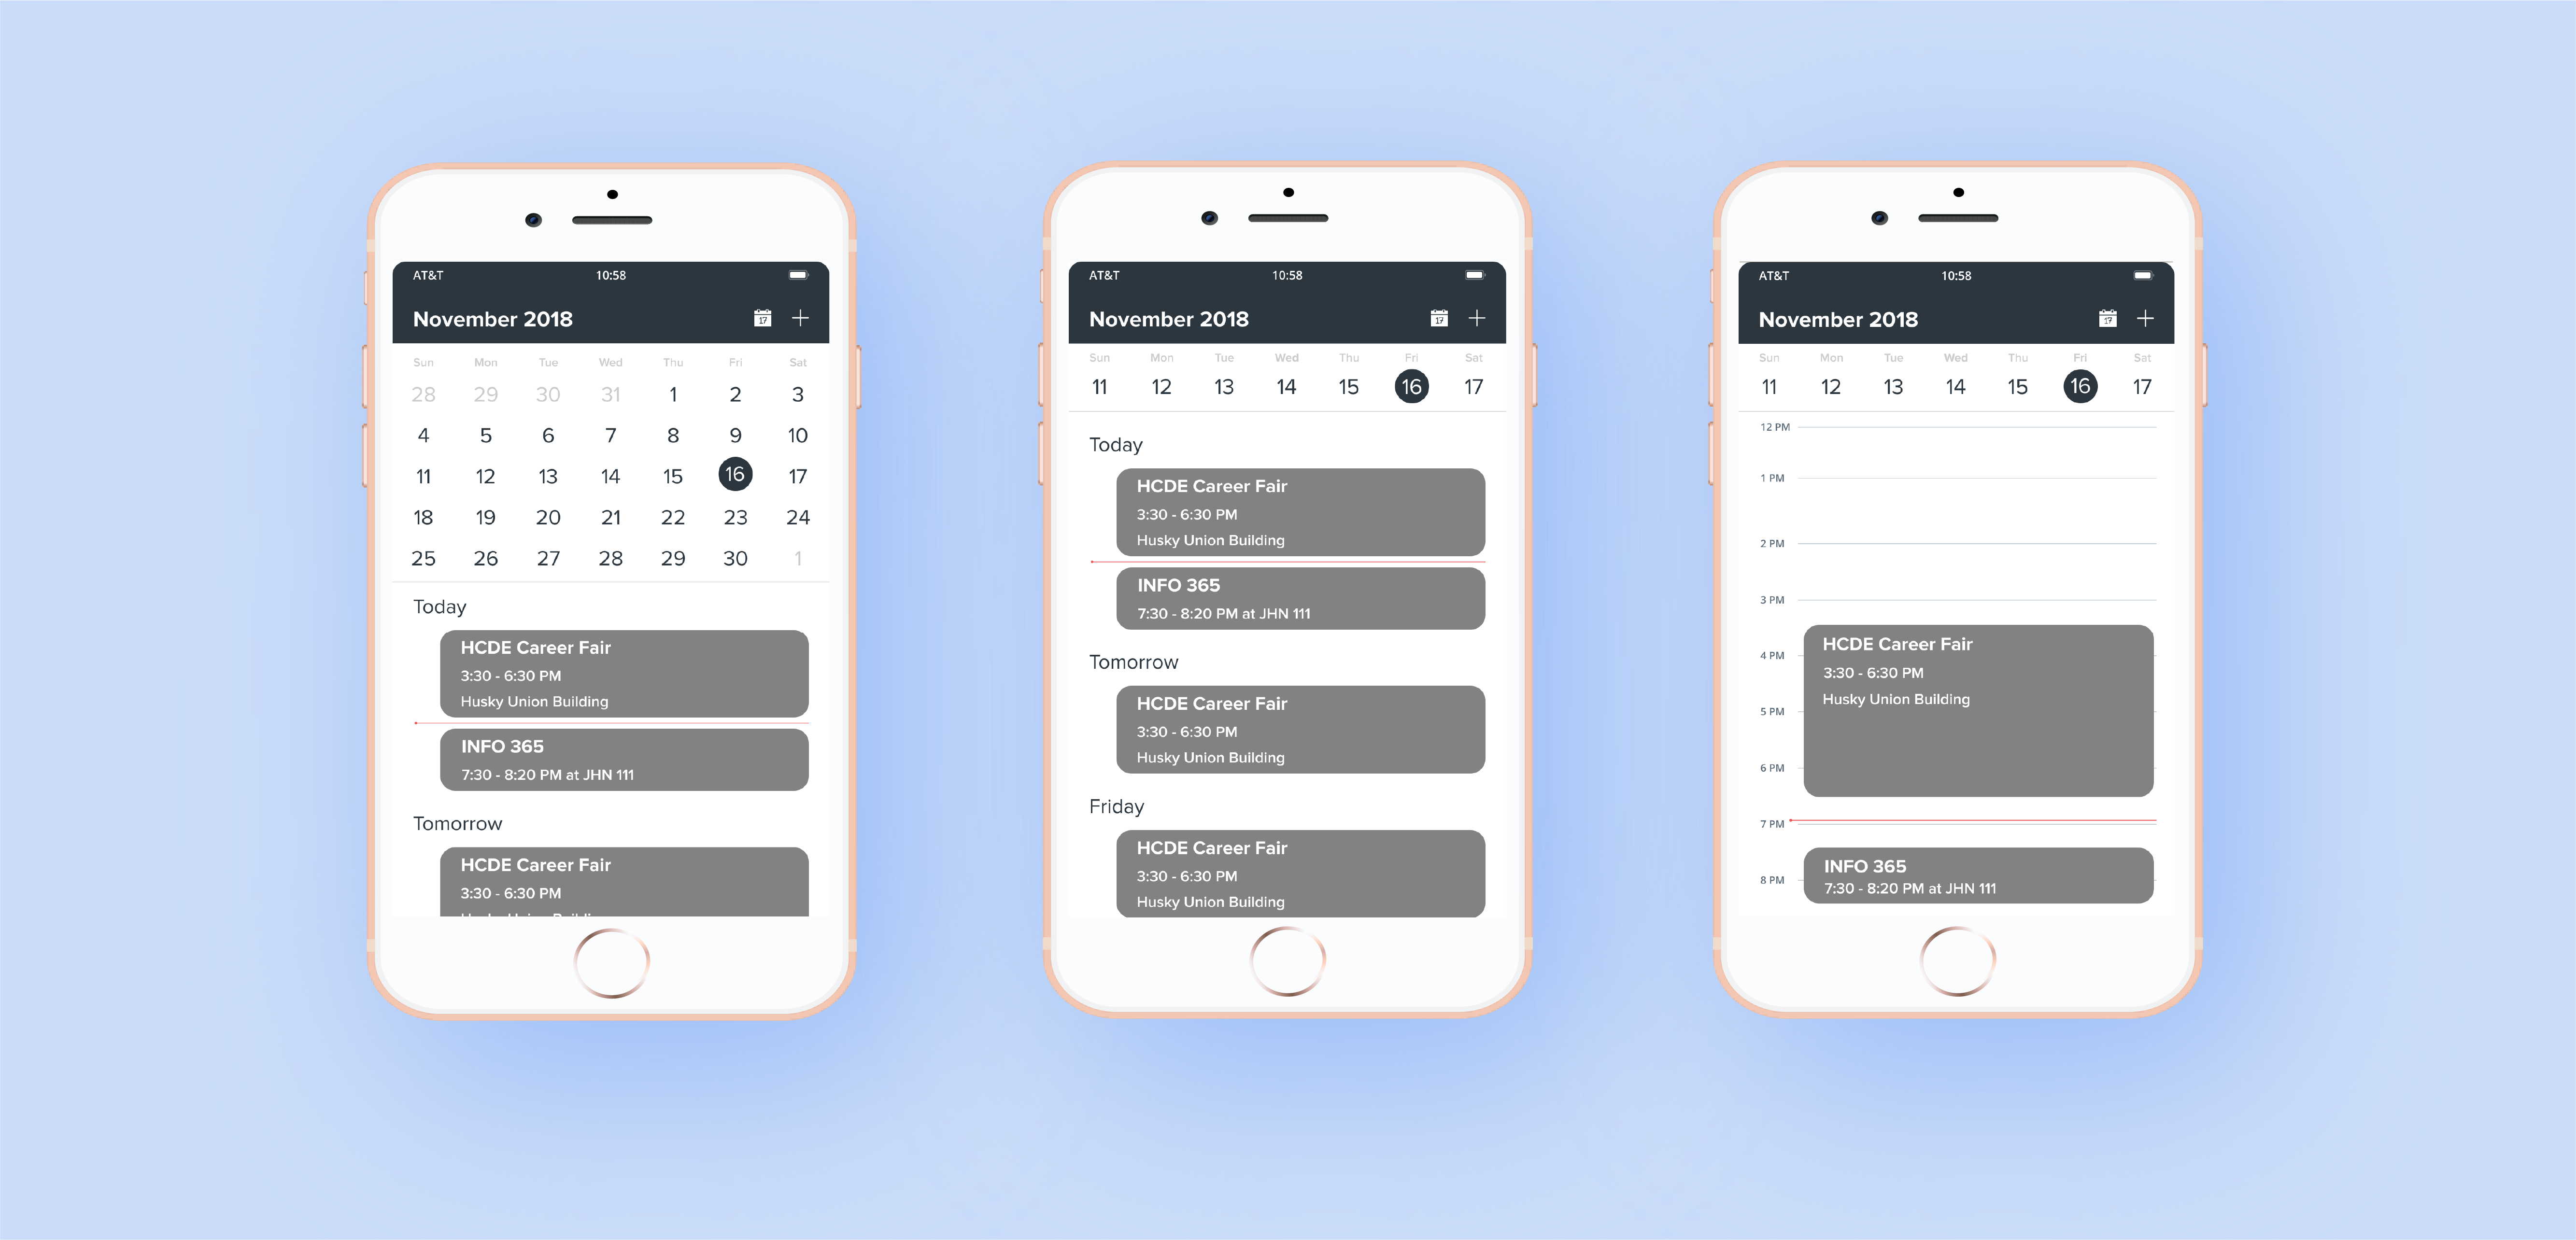 AT&T 10:58
November 2018 17
Sun Mon Tue Wed Thu Fri Sat
28 29 30 31 1 2 3
4 5 6 7 8 9 10
11 12 13 14 15 16 17
18 19 20 21 22 23 24
25 26 27 28 29 30 1
Today
HCDE Career Fair
3:30 - 6:30 PM
Husky Union Building
INFO 365
7:30 - 8:20 PM at JHN 111
Tomorrow
HCDE Career Fair
3:30 - 6:30 PM
Husky Union Buildi
AT&T 10:58
November 2018 17
Sun Mon Tue Wed Thu Fri Sat
11 12 13 14 15 16 17
Today
HCDE Career Fair
3:30 - 6:30 PM
Husky Union Building
INFO 365
7:30 - 8:20 PM at JHN 111
Tomorrow
HCDE Career Fair
3:30 - 6:30 PM
Husky Union Building
Friday
HCDE Career Fair
3:30 - 6:30 PM
Husky Union Building
AT&T 10:58
November 2018 17
Sun Mon Tue Wed Thu Fri Sat
11 12 13 14 15 16 17
12 PM
1 PM
2 PM
3 PM
HCDE Career Fair
4 PM
3:30 - 6:30 PM
Husky Union Building
5 PM
6 PM
7 PM
INFO 365
8 PM
7:30 - 8:20 PM at JHN 111